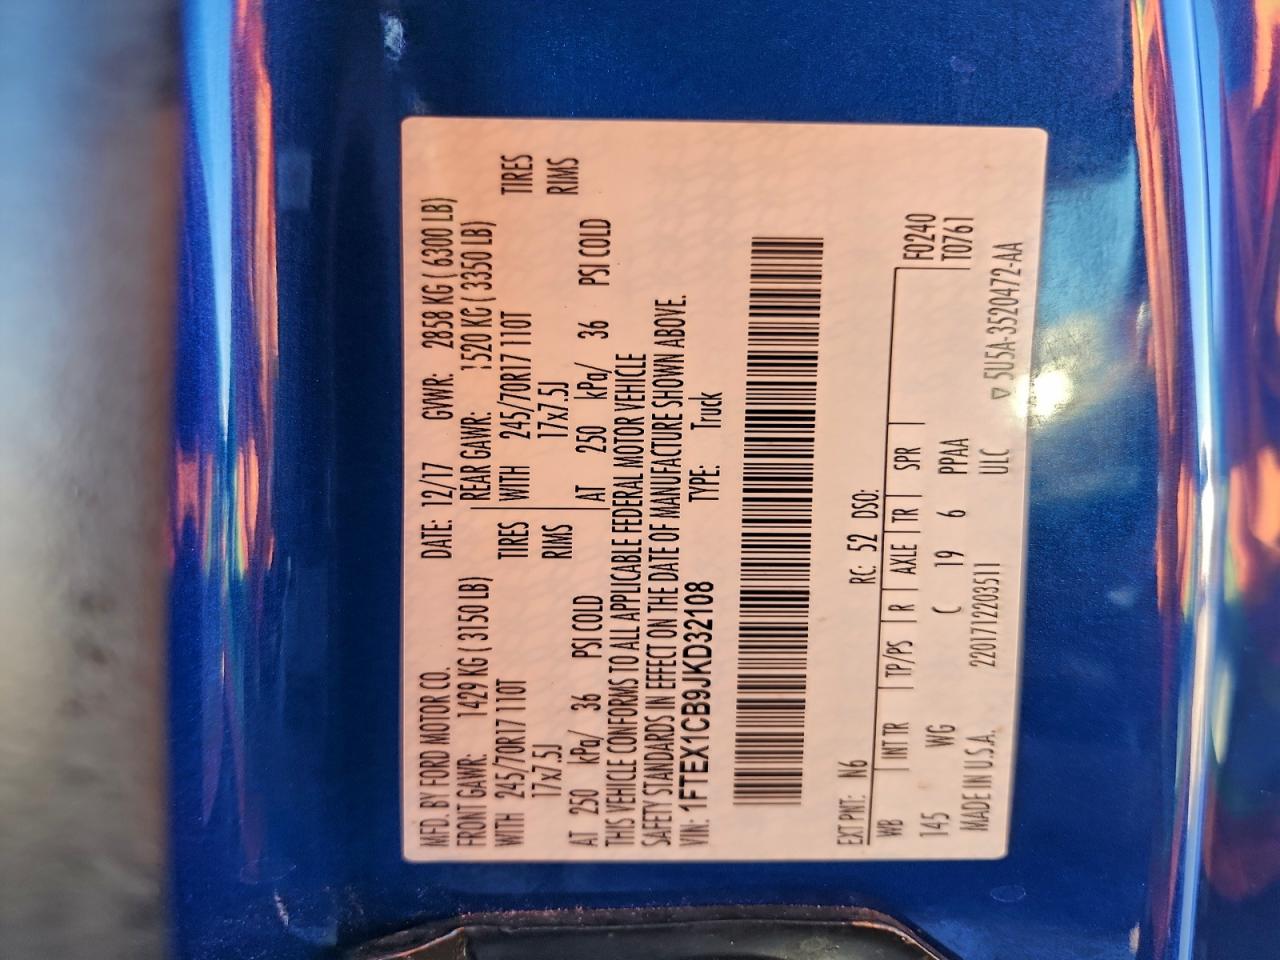 MFD. BY FORD MOTOR CO. DATE: 12/17 GVWR: 2858 KG ( 6300 LB)
FRONT GAWR: 1429 KG ( 3150 LB) REAR GAWR: 1520 KG ( 3350 LB)
WITH 245/70R17 110T TIRES WITH 245/70R17 110T TIRES
17x7.5J RIMS 17x7.5J RIMS
AT 250 kPa/ 36 PSI COLD AT 250 kPa/ 36 PSI COLD
THIS VEHICLE CONFORMS TO ALL APPLICABLE FEDERAL MOTOR VEHICLE
SAFETY STANDARDS IN EFFECT ON THE DATE OF MANUFACTURE SHOWN ABOVE.
VIN: 1FTEX1CB9JKD32108 TYPE: Truck
EXT PNT: N6 RC: 52 DSO:
WB INT TR TP/PS R AXLE TR SPR F0240
145 WG C 19 6 PPAA T0761
MADE IN U.S.A. 2201712203511 ULC ▽ 5U5A-3520472-AA